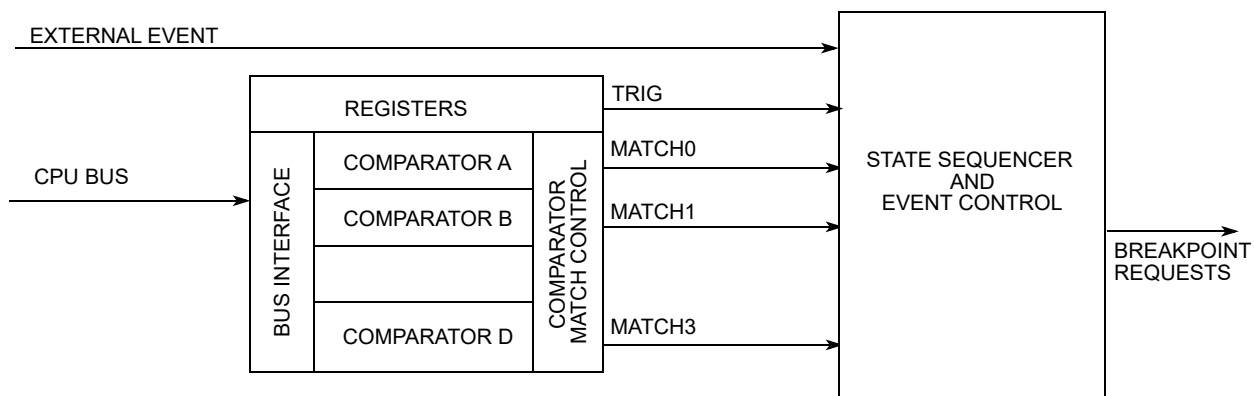 EXTERNAL EVENT
REGISTERS
TRIG
CPU BUS
BUS INTERFACE
COMPARATOR A
COMPARATOR B
COMPARATOR D
COMPARATOR
MATCH CONTROL
MATCH0
MATCH1
MATCH3
STATE SEQUENCER
AND
EVENT CONTROL
BREAKPOINT
REQUESTS